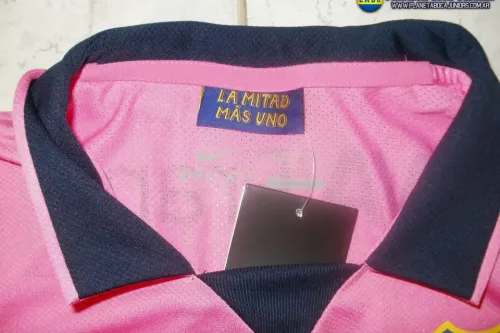 WWW.PLANETABOCAJUNIORS.COM.AR
LA MITAD
MÁS UNO